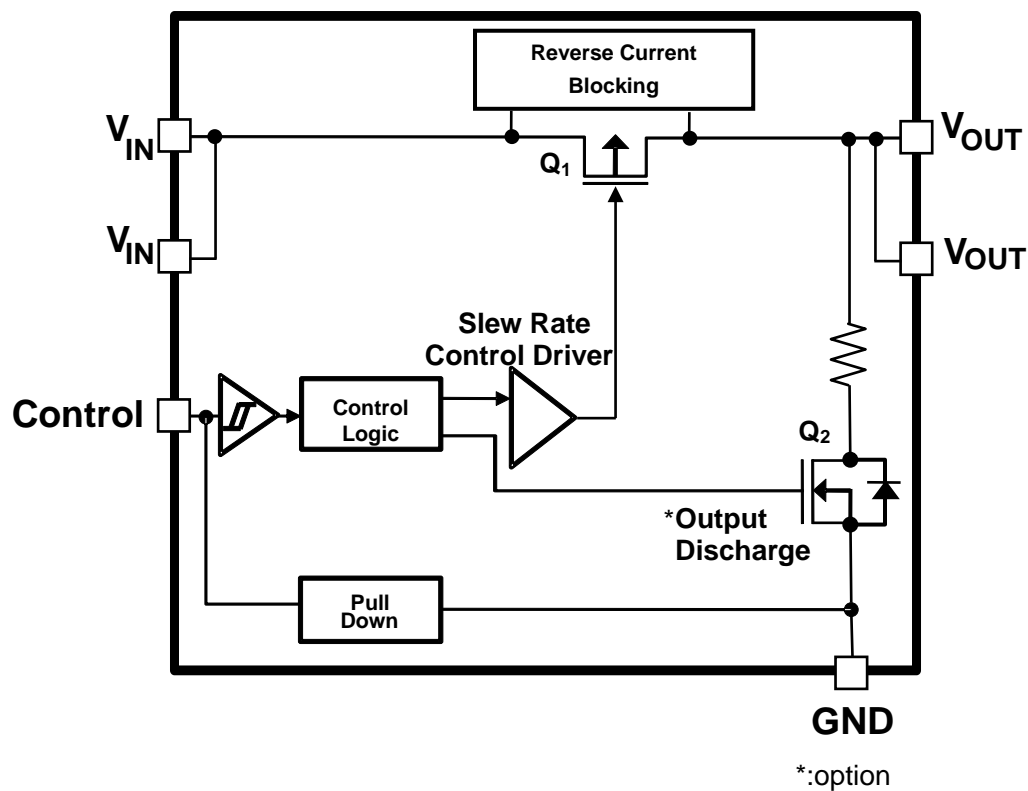 Reverse Current
Blocking
VIN
VOUT
Q1
VIN
VOUT
Slew Rate
Control Driver
Control
Control
Logic
Q2
*Output
Discharge
Pull
Down
GND
*:option